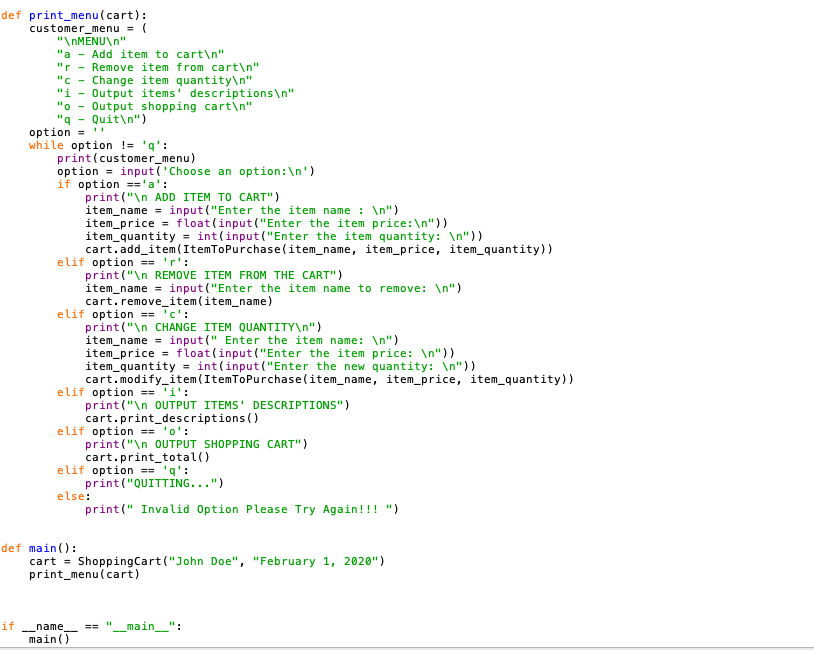 def print_menu(cart):
    customer_menu = (
        "\nMENU\n"
        "a – Add item to cart\n"
        "r – Remove item from cart\n"
        "c – Change item quantity\n"
        "i – Output items' descriptions\n"
        "o – Output shopping cart\n"
        "q – Quit\n")
    option = ''
    while option != 'q':
        print(customer_menu)
        option = input('Choose an option:\n')
        if option =='a':
            print("\n ADD ITEM TO CART")
            item_name = input("Enter the item name : \n")
            item_price = float(input("Enter the item price:\n"))
            item_quantity = int(input("Enter the item quantity: \n"))
            cart.add_item(ItemToPurchase(item_name, item_price, item_quantity))
        elif option == 'r':
            print("\n REMOVE ITEM FROM THE CART")
            item_name = input("Enter the item name to remove: \n")
            cart.remove_item(item_name)
        elif option == 'c':
            print("\n CHANGE ITEM QUANTITY\n")
            item_name = input(" Enter the item name: \n")
            item_price = float(input("Enter the item price: \n"))
            item_quantity = int(input("Enter the new quantity: \n"))
            cart.modify_item(ItemToPurchase(item_name, item_price, item_quantity))
        elif option == 'i':
            print("\n OUTPUT ITEMS' DESCRIPTIONS")
            cart.print_descriptions()
        elif option == 'o':
            print("\n OUTPUT SHOPPING CART")
            cart.print_total()
        elif option == 'q':
            print("QUITTING...")
        else:
            print(" Invalid Option Please Try Again!!! ")
def main():
    cart = ShoppingCart("John Doe", "February 1, 2020")
    print_menu(cart)
if __name__ == "__main__":
    main()